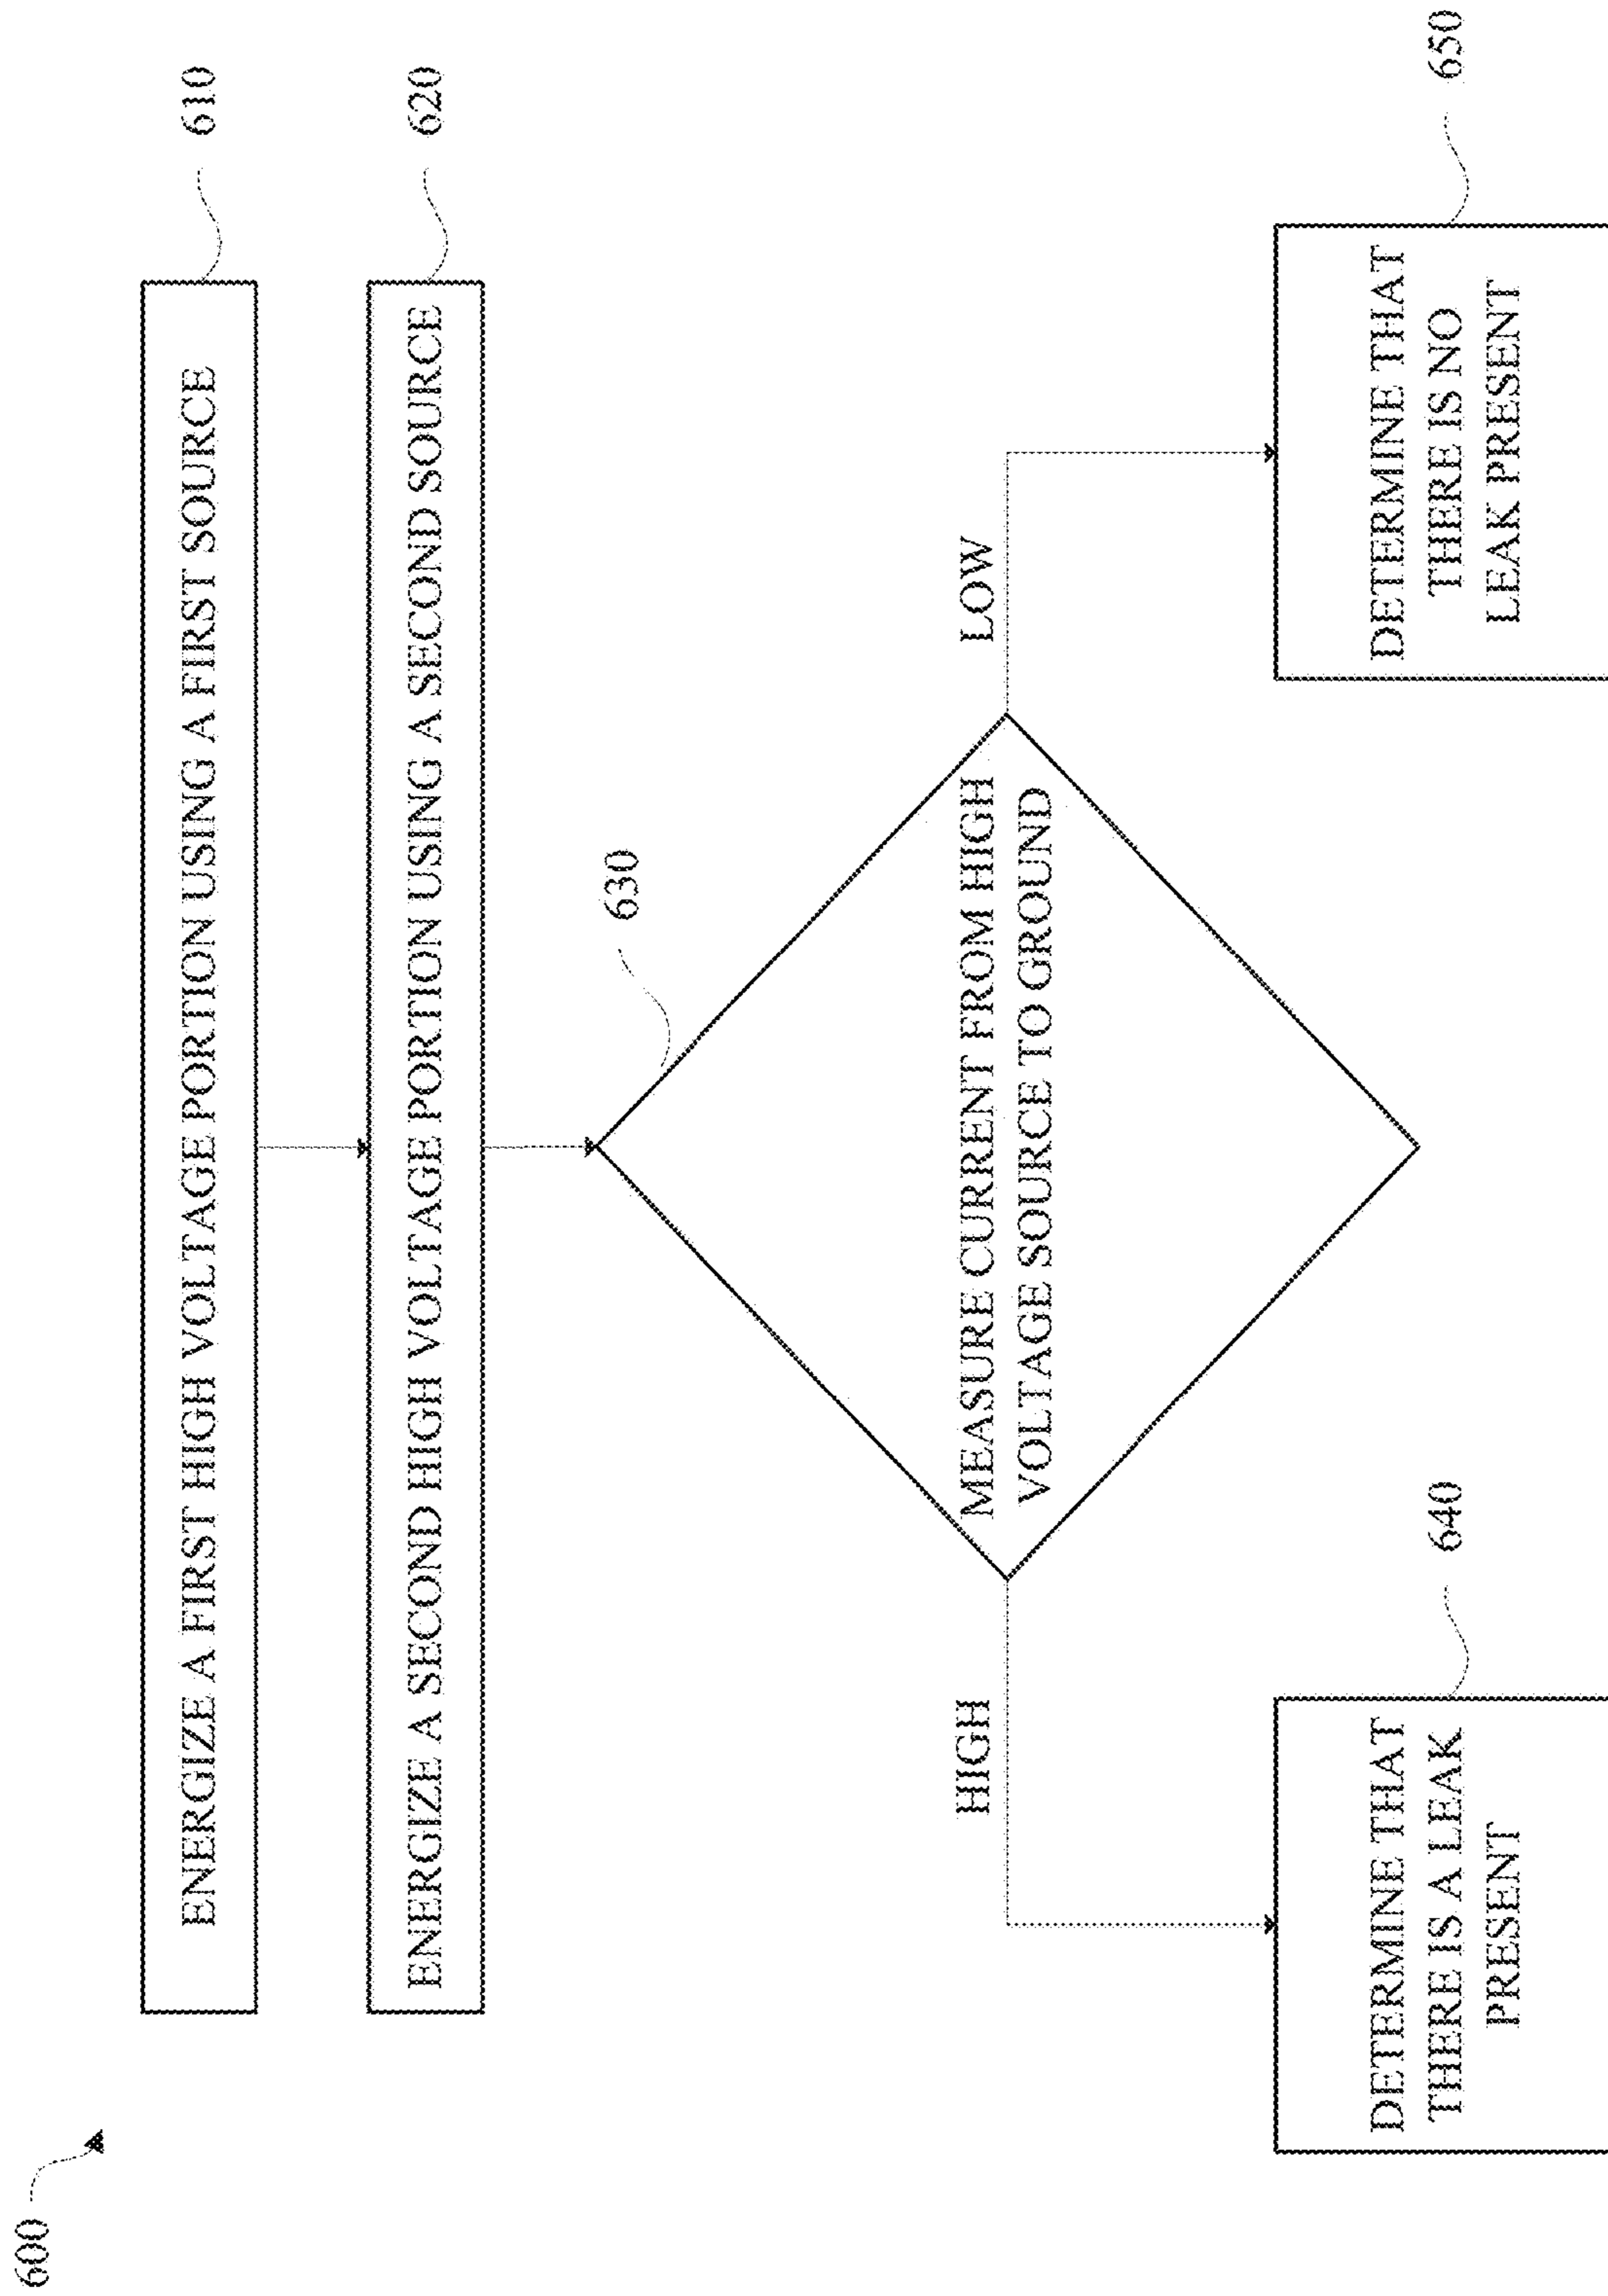 600
ENERGIZE A FIRST HIGH VOLTAGE PORTION USING A FIRST SOURCE
610
ENERGIZE A SECOND HIGH VOLTAGE PORTION USING A SECOND SOURCE
620
630
MEASURE CURRENT FROM HIGH
VOLTAGE SOURCE TO GROUND
HIGH
LOW
640
DETERMINE THAT
THERE IS A LEAK
PRESENT
650
DETERMINE THAT
THERE IS NO
LEAK PRESENT